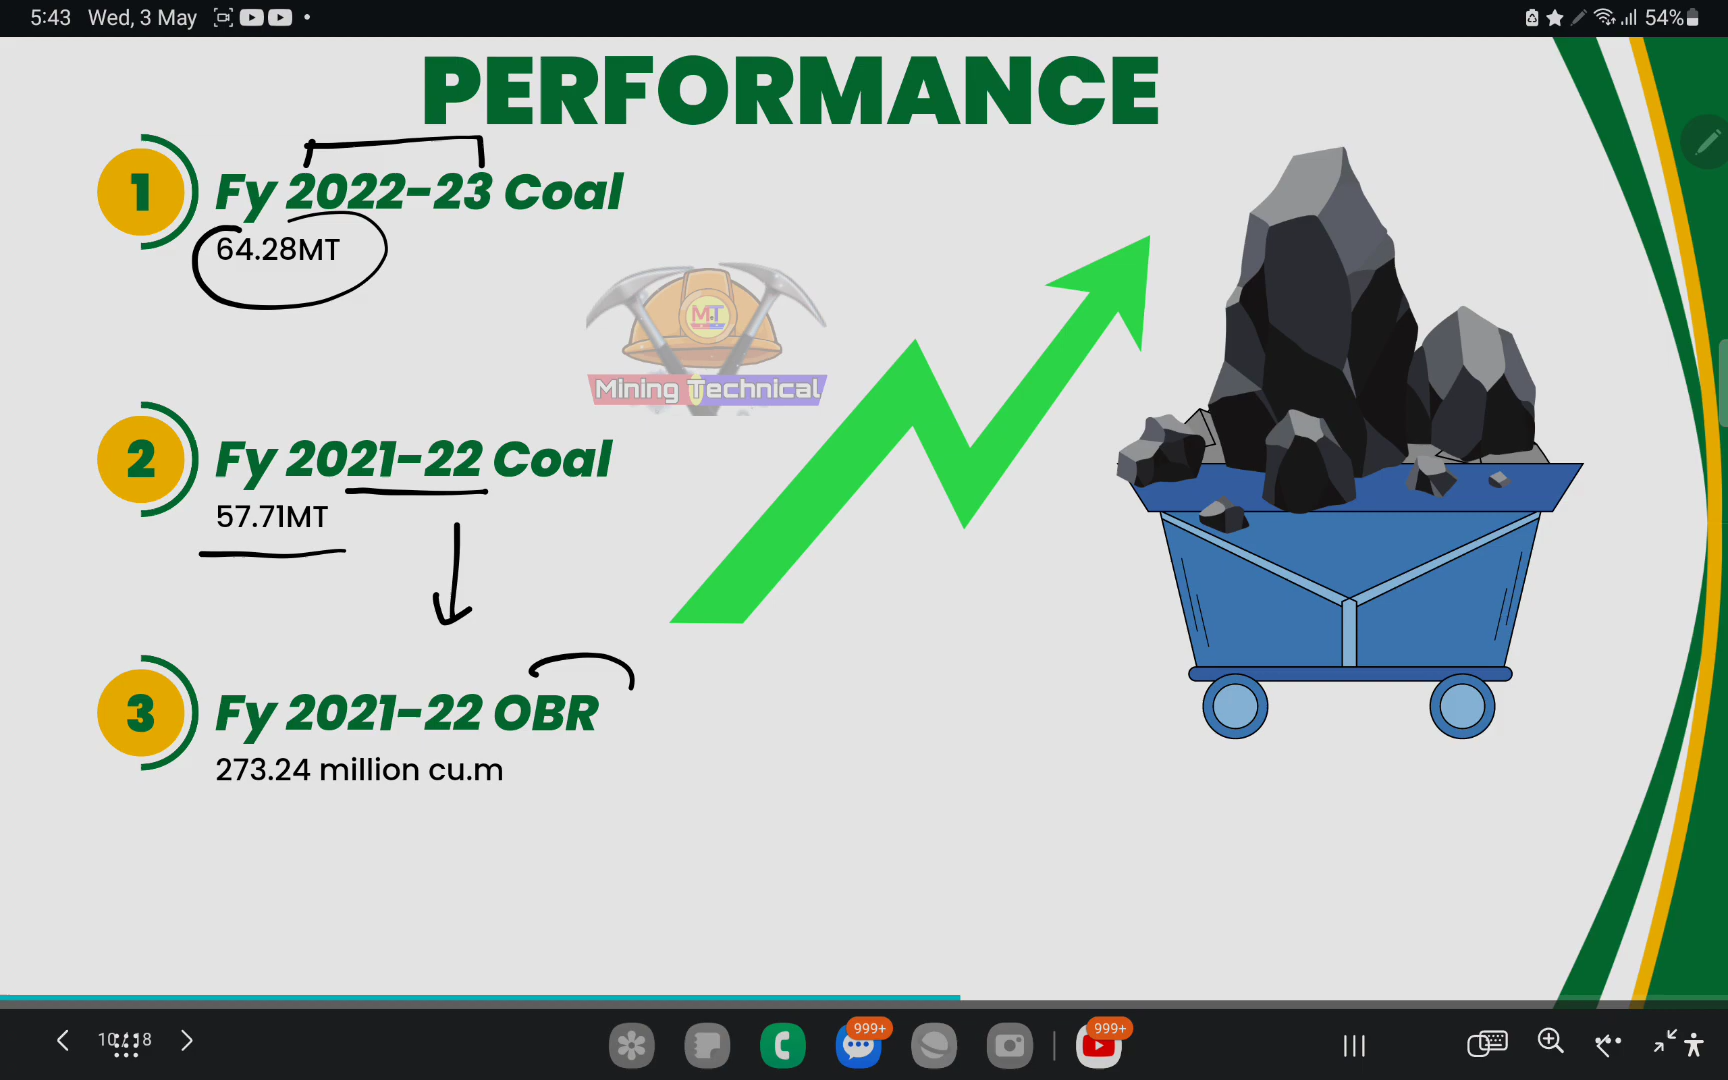 5:43 Wed, 3 May
54%
PERFORMANCE
1
Fy 2022-23 Coal
64.28MT
MT
Mining Technical
2
Fy 2021-22 Coal
57.71MT
3
Fy 2021-22 OBR
273.24 million cu.m
999+
999+